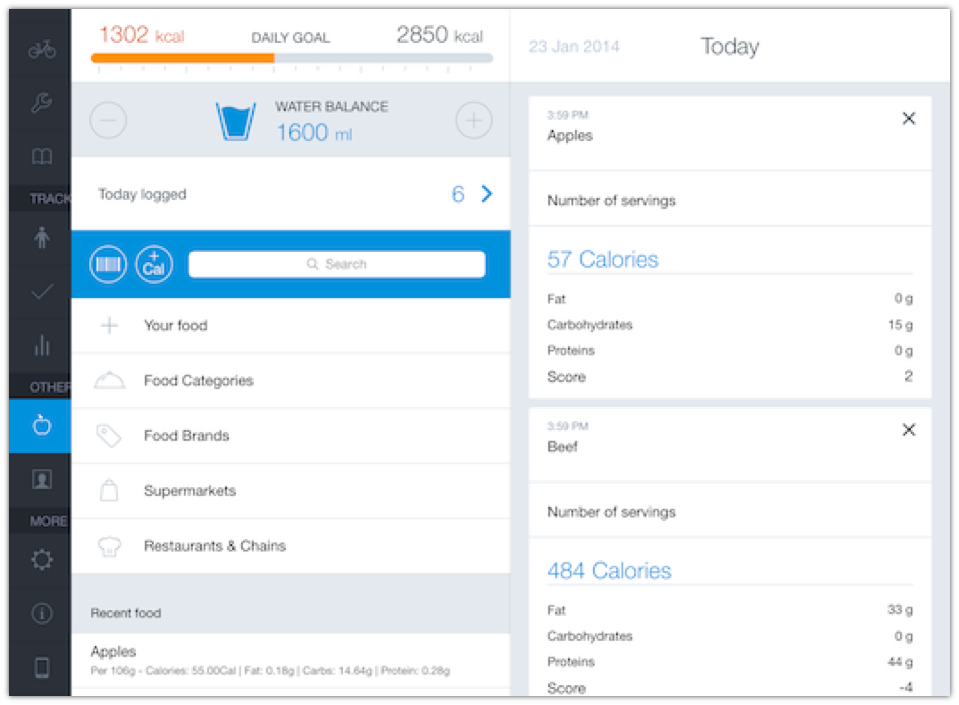 1302 kcal DAILY GOAL 2850 kcal
WATER BALANCE
1600 ml
Today logged 6
+ Cal Search
Your food
Food Categories
Food Brands
Supermarkets
Restaurants & Chains
Recent food
Apples
Per 106g - Calories: 55.00Cal | Fat: 0.18g | Carbs: 14.64g | Protein: 0.28g
TRACK
OTHER
MORE
23 Jan 2014 Today
3:59 PM
Apples
Number of servings
57 Calories
Fat 0 g
Carbohydrates 15 g
Proteins 0 g
Score 2
3:59 PM
Beef
Number of servings
484 Calories
Fat 33 g
Carbohydrates 0 g
Proteins 44 g
Score -4